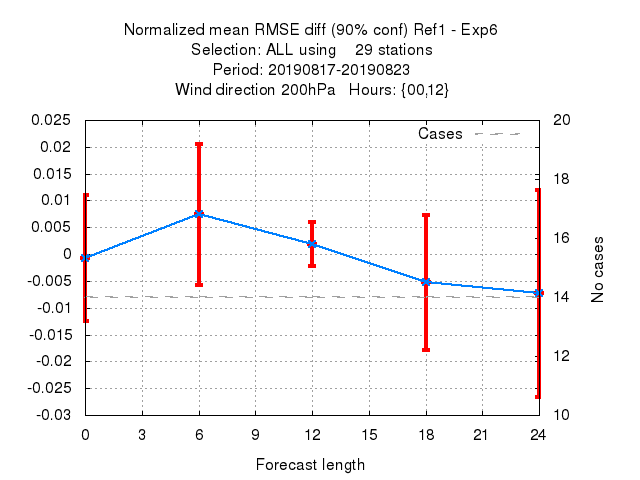 Normalized mean RMSE diff (90% conf) Ref1 - Exp6
Selection: ALL using    29 stations
Period: 20190817-20190823
Wind direction 200hPa   Hours: {00,12}
Cases
0.025
0.02
0.015
0.01
0.005
0
-0.005
-0.01
-0.015
-0.02
-0.025
-0.03
20
18
16
14
12
10
No cases
0 3 6 9 12 15 18 21 24
Forecast length